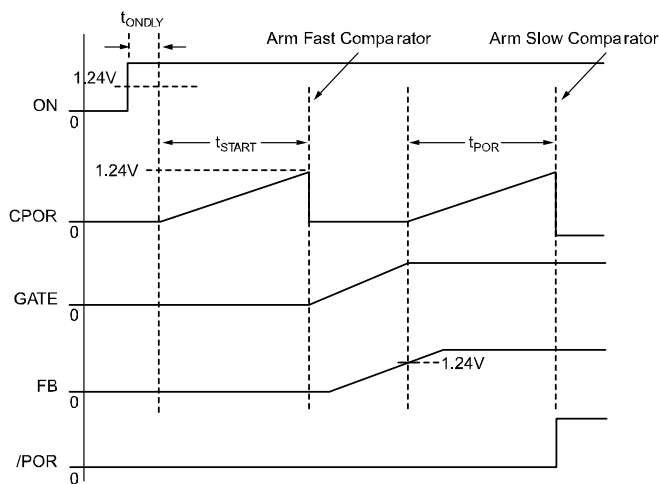 tONDLY
Arm Fast Comparator
Arm Slow Comparator
1.24V
ON
0
tSTART
tPOR
1.24V
CPOR
0
GATE
0
1.24V
FB
0
/POR
0